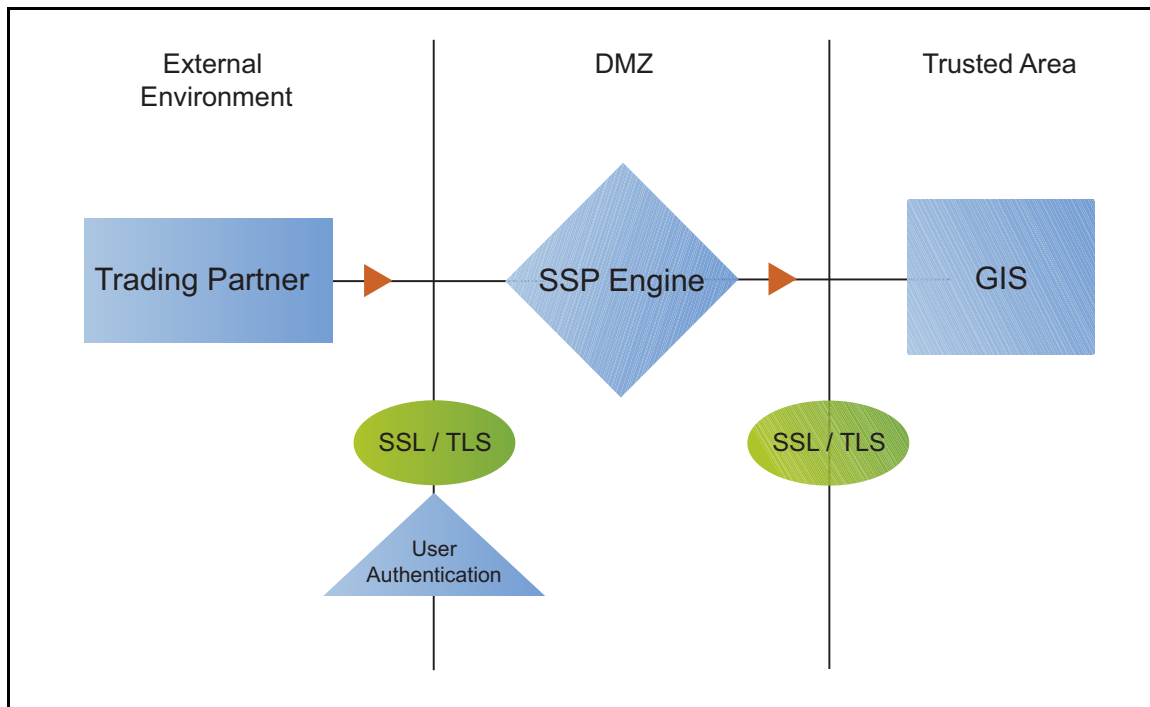 External
Environment
DMZ
Trusted Area
Trading Partner
SSP Engine
GIS
SSL / TLS
SSL / TLS
User
Authentication